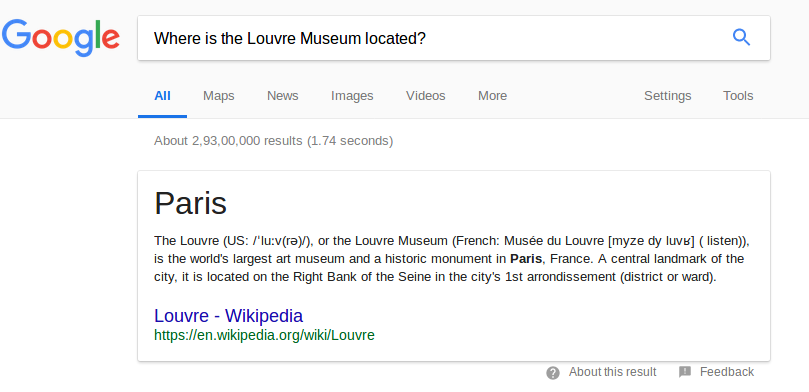 Google
Where is the Louvre Museum located?
All Maps News Images Videos More Settings Tools
About 2,93,00,000 results (1.74 seconds)
Paris
The Louvre (US: /ˈluːv(rə)/), or the Louvre Museum (French: Musée du Louvre [myze dy luvʁ] ( listen)),
is the world's largest art museum and a historic monument in Paris, France. A central landmark of the
city, it is located on the Right Bank of the Seine in the city's 1st arrondissement (district or ward).
Louvre - Wikipedia
https://en.wikipedia.org/wiki/Louvre
About this result Feedback